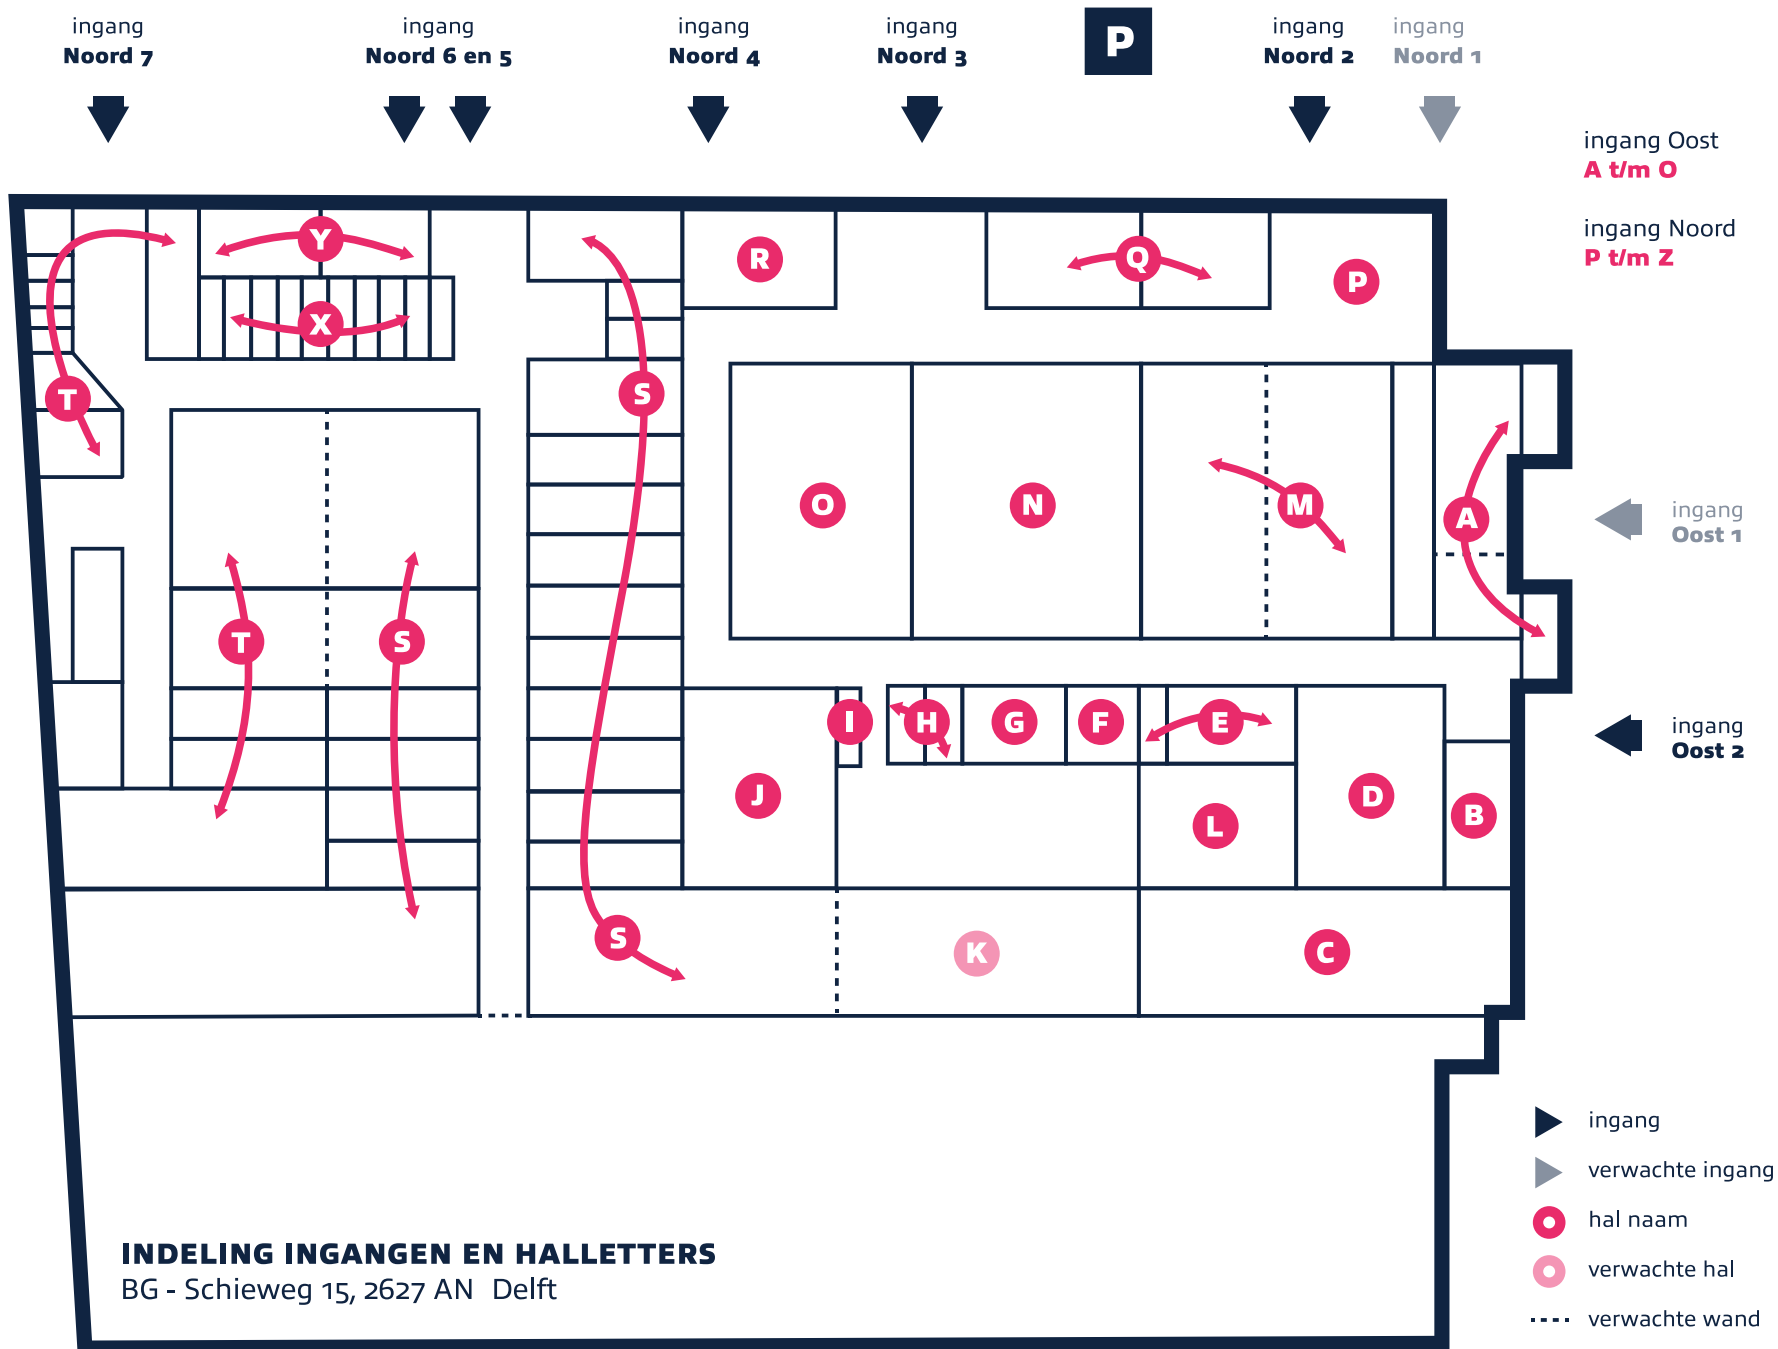 ingang
Noord 7
ingang
Noord 6 en 5
ingang
Noord 4
ingang
Noord 3
P
ingang
Noord 2
ingang
Noord 1
ingang Oost
A t/m O
ingang Noord
P t/m Z
Y
R
Q
P
X
T
S
O
N
M
A
ingang
Oost 1
T
S
I
H
G
F
E
ingang
Oost 2
J
L
D
B
S
K
C
ingang
verwachte ingang
hal naam
verwachte hal
verwachte wand
INDELING INGANGEN EN HALLETTERS
BG - Schieweg 15, 2627 AN Delft